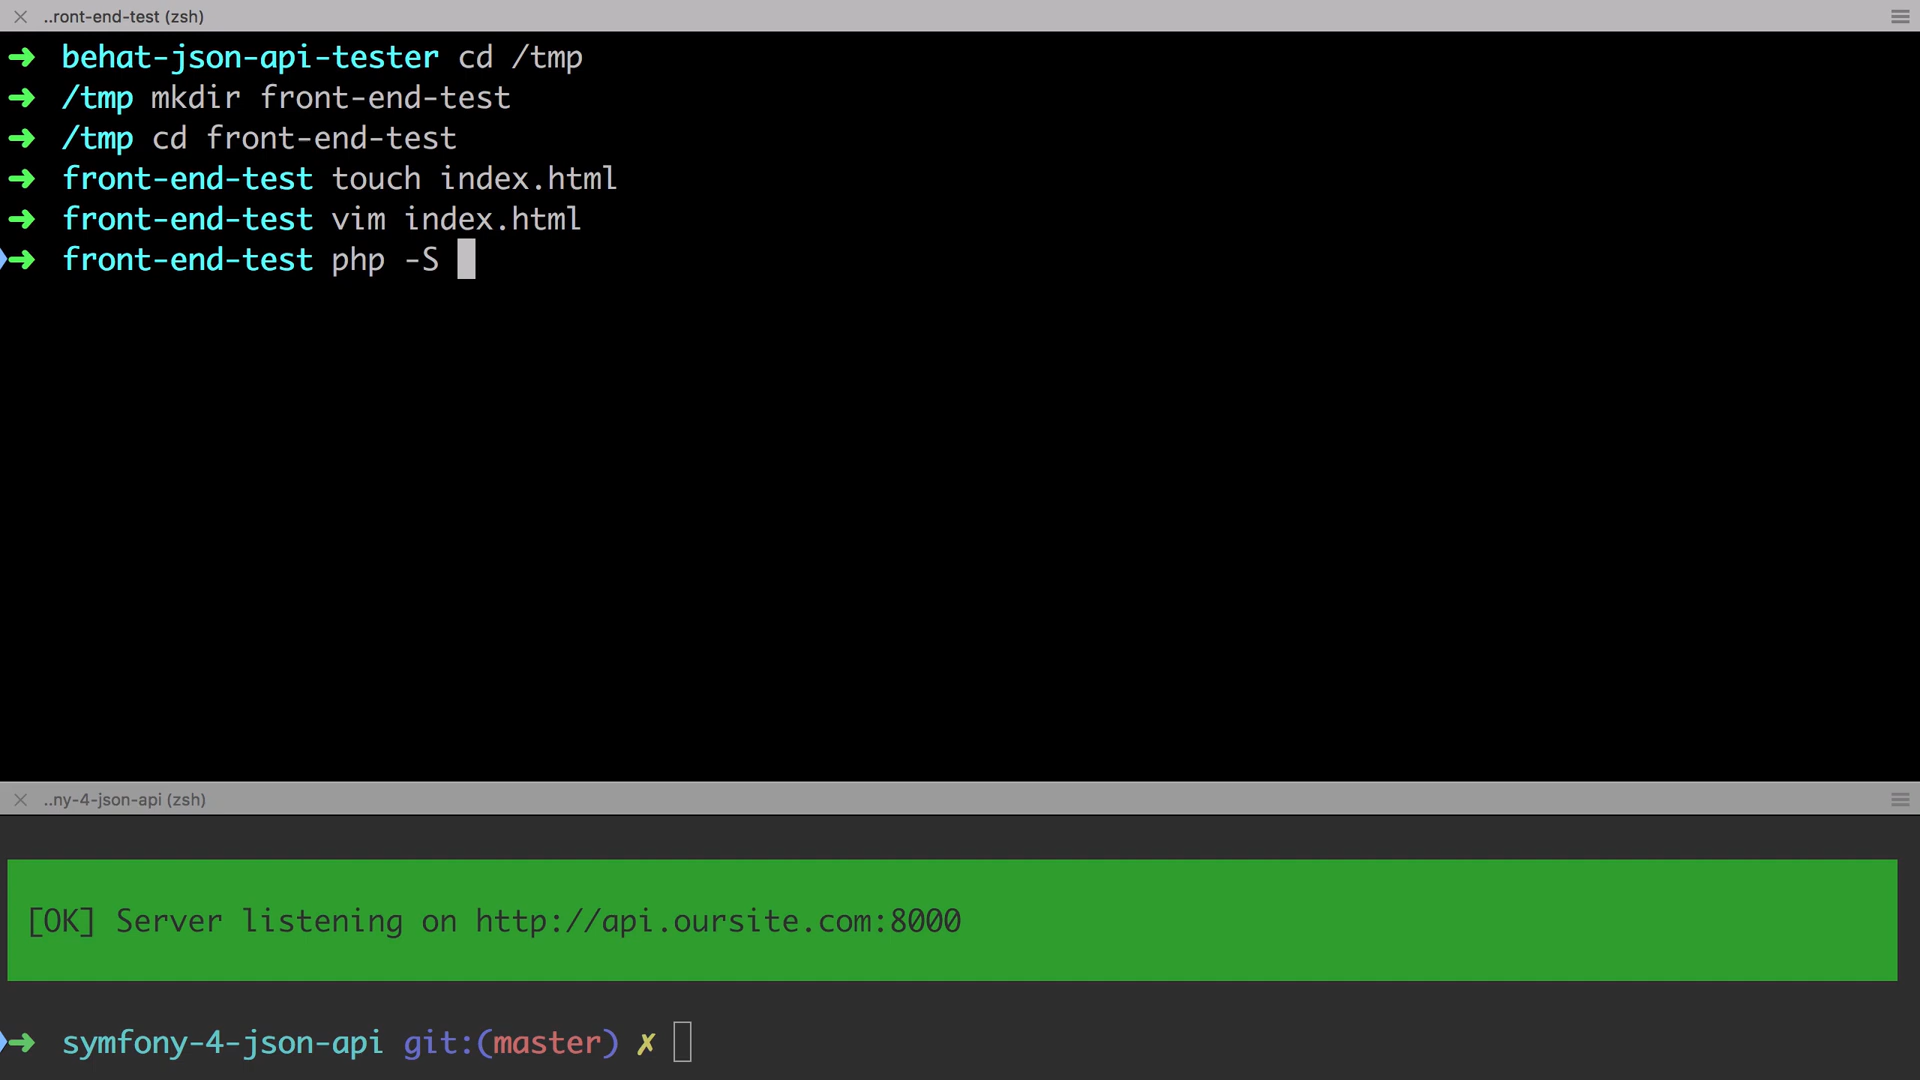 ..ront-end-test (zsh)
➜ behat-json-api-tester cd /tmp
➜ /tmp mkdir front-end-test
➜ /tmp cd front-end-test
➜ front-end-test touch index.html
➜ front-end-test vim index.html
➜ front-end-test php -S
..ny-4-json-api (zsh)
[OK] Server listening on http://api.oursite.com:8000
➜ symfony-4-json-api git:(master) ✗